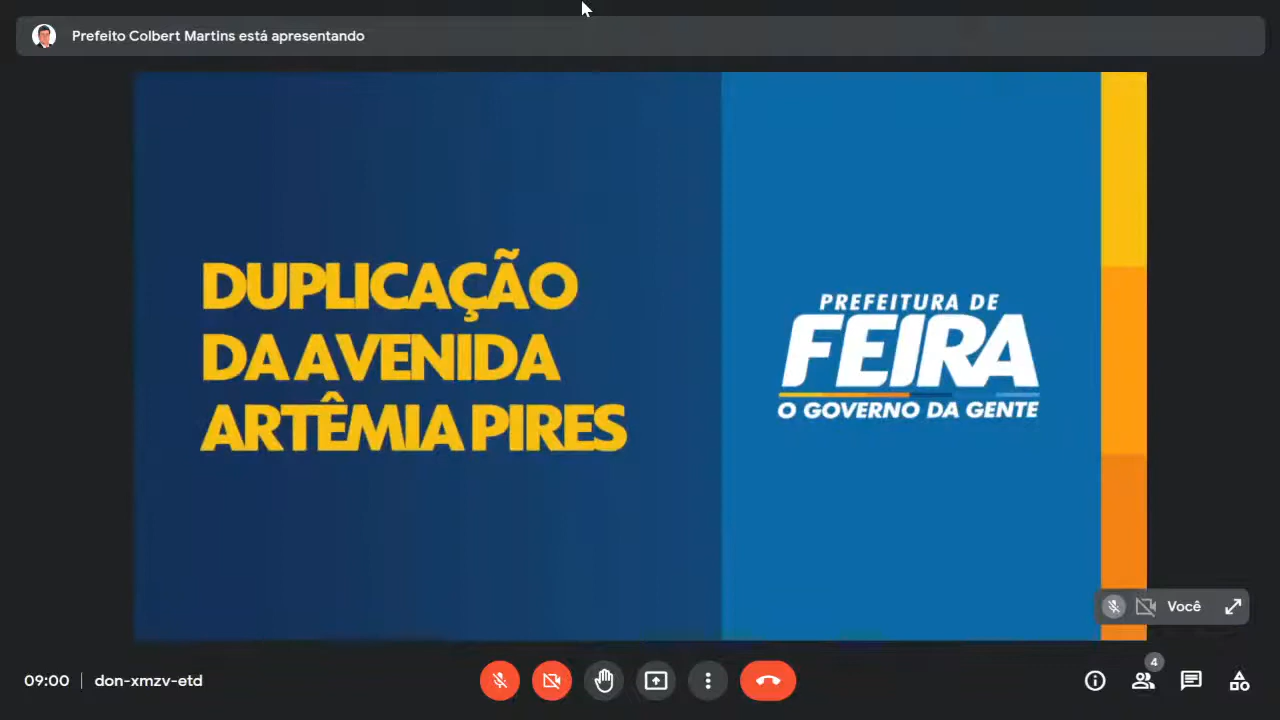 Prefeito Colbert Martins está apresentando
DUPLICAÇÃO
DA AVENIDA
ARTÊMIA PIRES
PREFEITURA DE
FEIRA
O GOVERNO DA GENTE
Você
4
09:00 | don-xmzv-etd